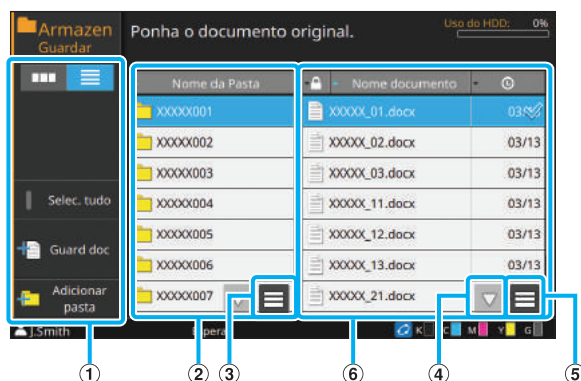 Armazen
Guardar
Ponha o documento original.
Uso do HDD: 0%
Nome da Pasta
Nome documento
XXXXX001
XXXXX_01.docx
XXXXX002
XXXXX_02.docx 03/13
XXXXX003
XXXXX_03.docx 03/13
Selec. tudo
XXXXX004
XXXXX_11.docx 03/13
Guard doc
XXXXX005
XXXXX_12.docx 03/13
XXXXX006
XXXXX_13.docx 03/13
Adicionar
pasta
XXXXX007
XXXXX_21.docx
J.Smith
K C M Y G
1 2 3 6 4 5